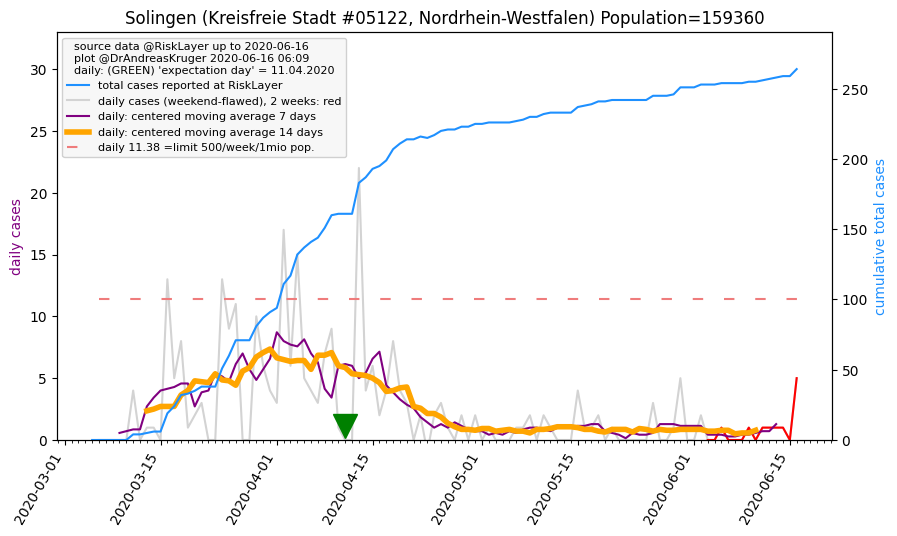 Solingen (Kreisfreie Stadt #05122, Nordrhein-Westfalen) Population=159360
source data @RiskLayer up to 2020-06-16
plot @DrAndreasKruger 2020-06-16 06:09
daily: (GREEN) 'expectation day' = 11.04.2020
total cases reported at RiskLayer
daily cases (weekend-flawed), 2 weeks: red
daily: centered moving average 7 days
daily: centered moving average 14 days
daily 11.38 =limit 500/week/1mio pop.
daily cases
30
25
20
15
10
5
0
cumulative total cases
250
200
150
100
50
0
2020-03-01
2020-03-15
2020-04-01
2020-04-15
2020-05-01
2020-05-15
2020-06-01
2020-06-15